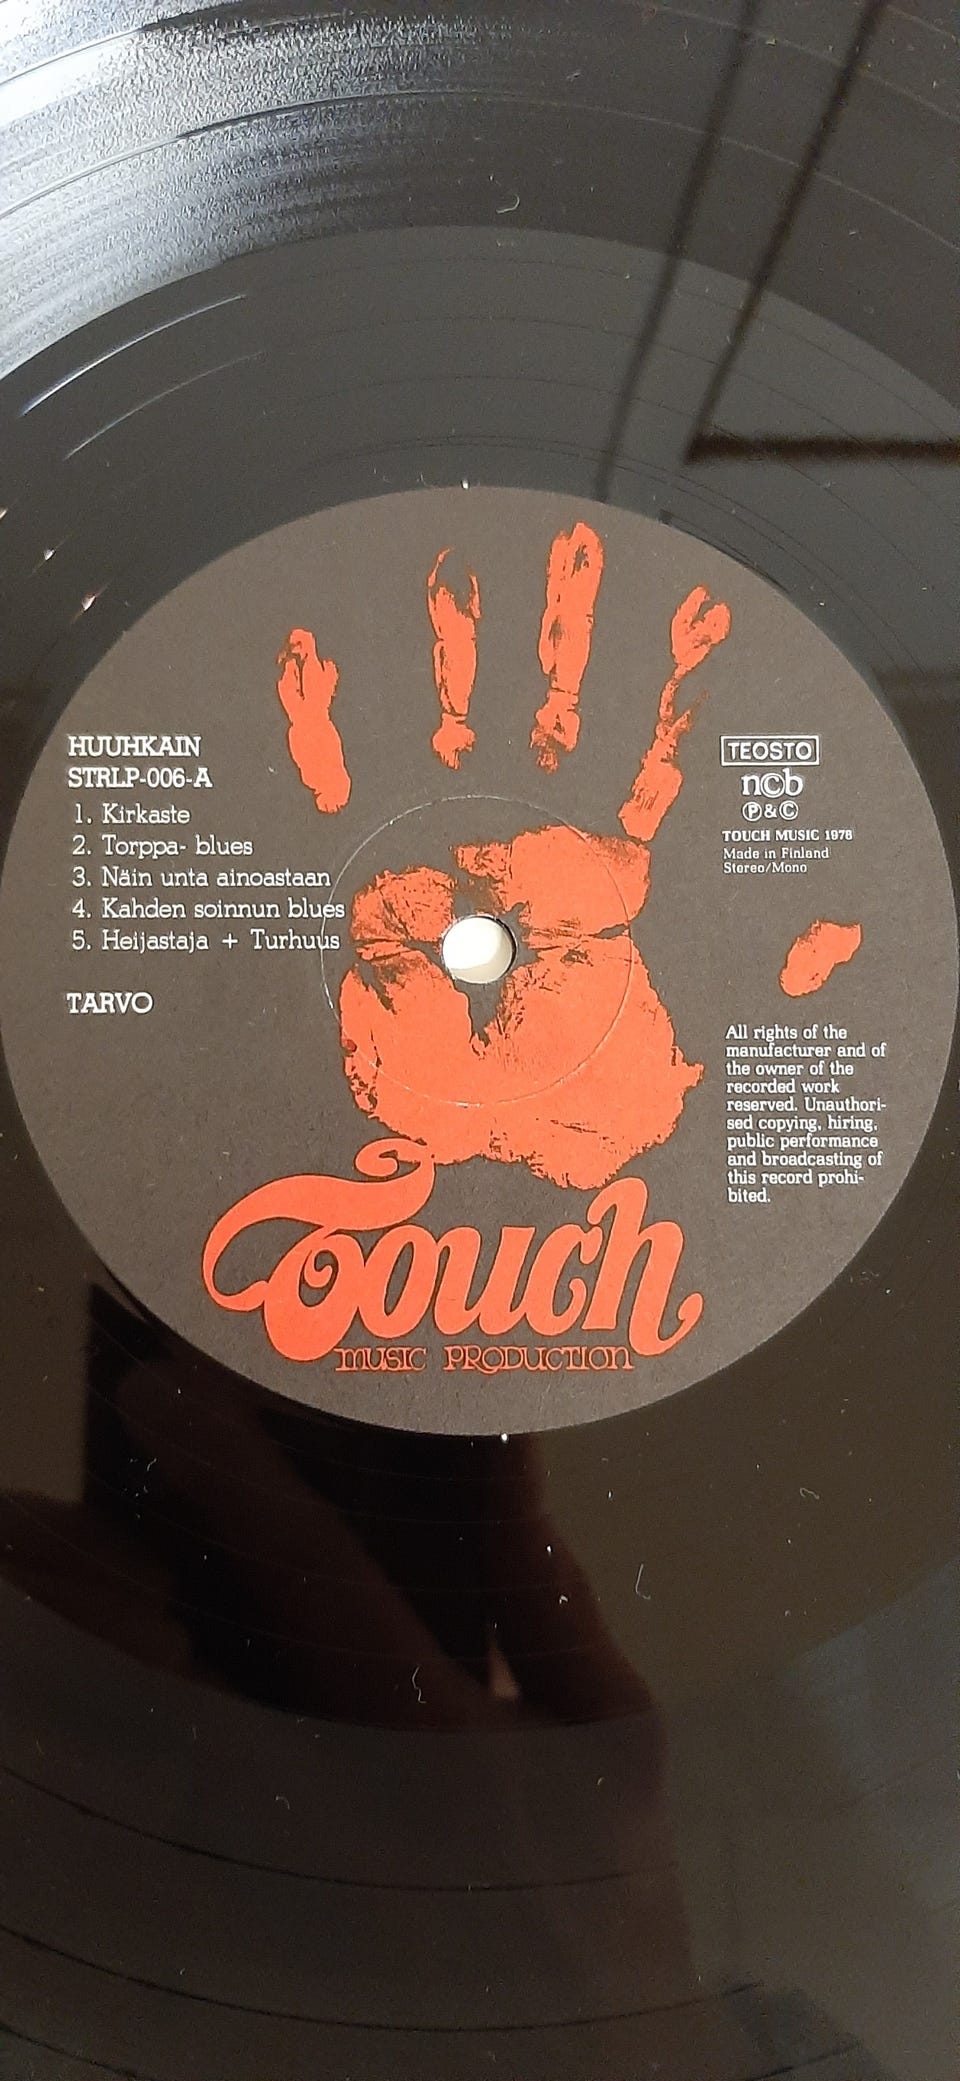 HUUHKAIN
STRLP-006-A
1. Kirkaste
2. Torppa- blues
3. Näin unta ainoastaan
4. Kahden soinnun blues
5. Heijastaja + Turhuus
TARVO
TEOSTO
n©b
Ⓟ & ©
TOUCH MUSIC 1978
Made in Finland
Stereo/Mono
All rights of the
manufacturer and of
the owner of the
recorded work
reserved. Unauthori-
sed copying, hiring,
public performance
and broadcasting of
this record prohi-
bited.
Touch
MUSIC PRODUCTION